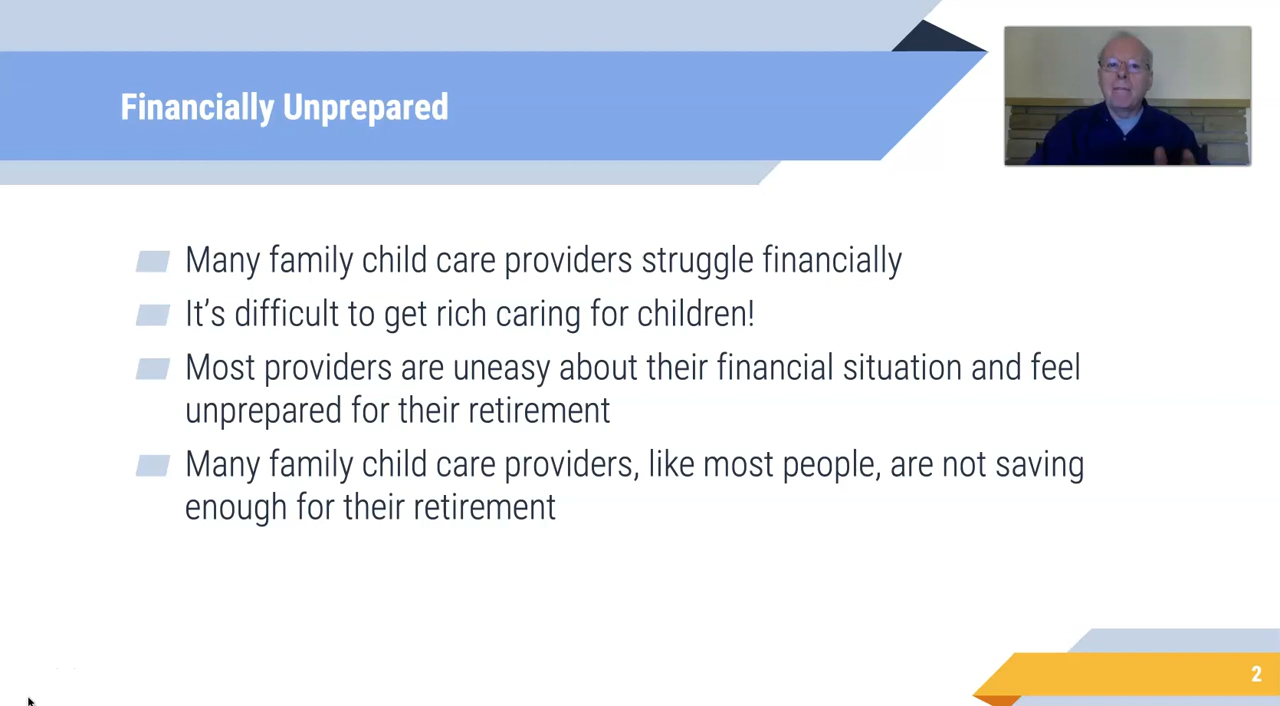 Financially Unprepared
Many family child care providers struggle financially
It’s difficult to get rich caring for children!
Most providers are uneasy about their financial situation and feel
unprepared for their retirement
Many family child care providers, like most people, are not saving
enough for their retirement
2